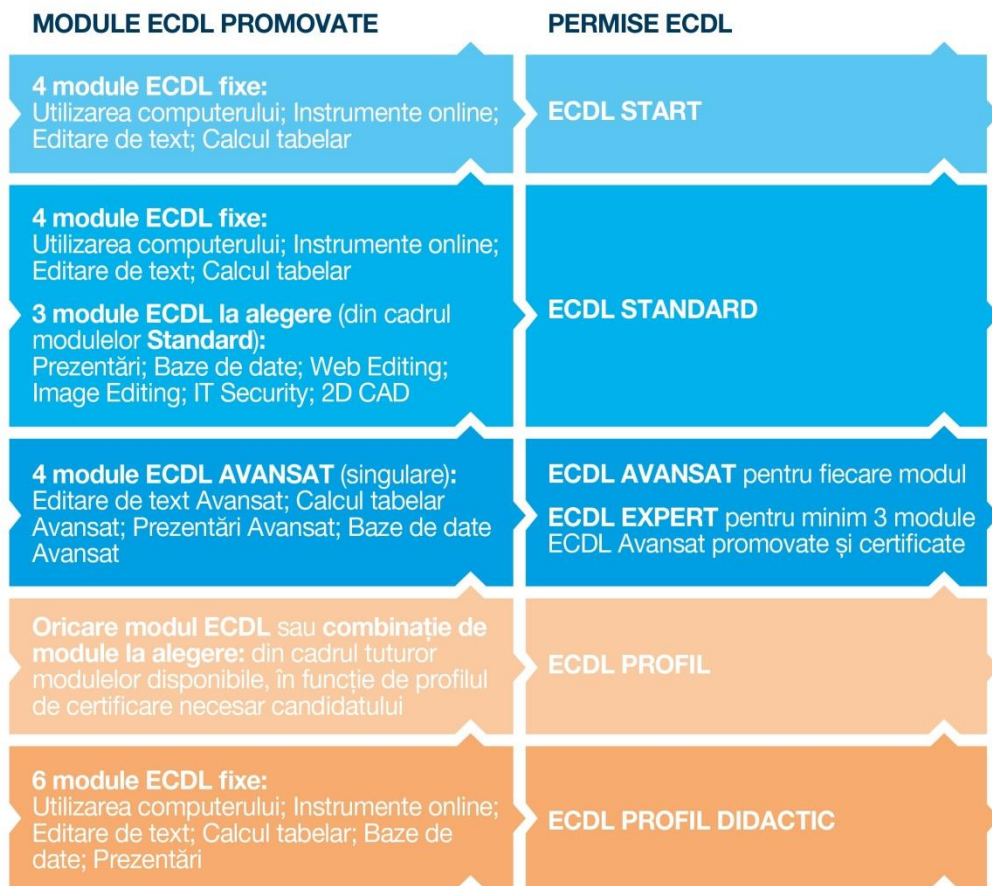 MODULE ECDL PROMOVATE
PERMISE ECDL
4 module ECDL fixe:
Utilizarea computerului; Instrumente online;
Editare de text; Calcul tabelar
ECDL START
4 module ECDL fixe:
Utilizarea computerului; Instrumente online;
Editare de text; Calcul tabelar
3 module ECDL la alegere (din cadrul
modulelor Standard):
Prezentări; Baze de date; Web Editing;
Image Editing; IT Security; 2D CAD
ECDL STANDARD
4 module ECDL AVANSAT (singulare):
Editare de text Avansat; Calcul tabelar
Avansat; Prezentări Avansat; Baze de date
Avansat
ECDL AVANSAT pentru fiecare modul
ECDL EXPERT pentru minim 3 module
ECDL Avansat promovate și certificate
Oricare modul ECDL sau combinație de
module la alegere: din cadrul tuturor
modulelor disponibile, în funcție de profilul
de certificare necesar candidatului
ECDL PROFIL
6 module ECDL fixe:
Utilizarea computerului; Instrumente online;
Editare de text; Calcul tabelar; Baze de
date; Prezentări
ECDL PROFIL DIDACTIC